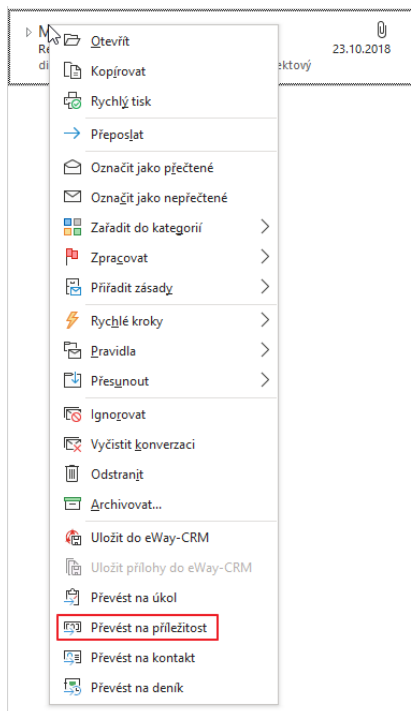 M
Re
23.10.2018
di
ektový
Otevřít
Kopírovat
Rychlý tisk
Přeposlat
Označit jako přečtené
Označit jako nepřečtené
Zařadit do kategorií
Zpracovat
Přiřadit zásady
Rychlé kroky
Pravidla
Přesunout
Ignorovat
Vyčistit konverzaci
Odstranit
Archivovat...
Uložit do eWay-CRM
Uložit přílohy do eWay-CRM
Převést na úkol
Převést na příležitost
Převést na kontakt
Převést na deník